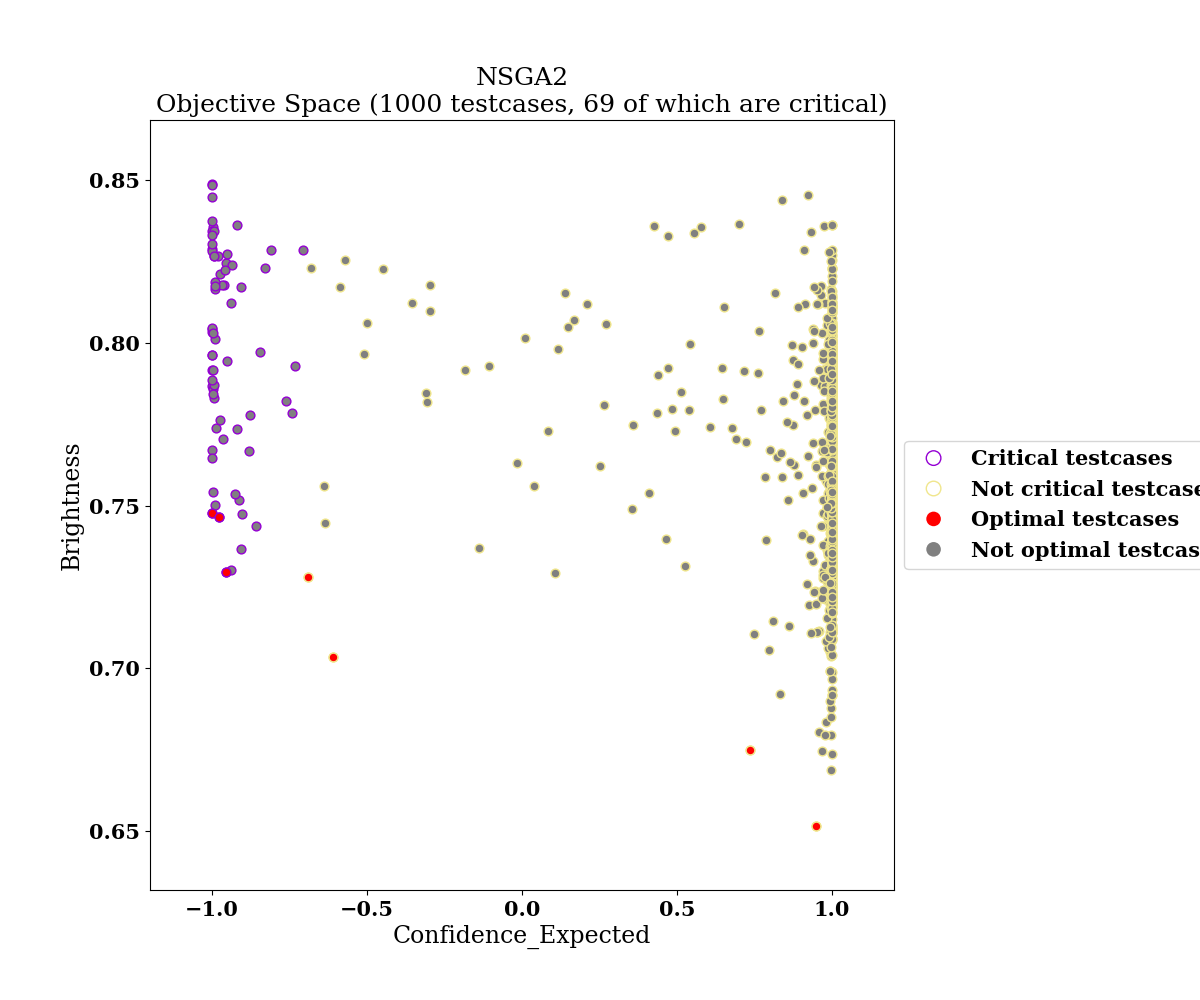 NSGA2
Objective Space (1000 testcases, 69 of which are critical)
0.85
0.80
0.75
0.70
0.65
Brightness
−1.0
−0.5
0.0
0.5
1.0
Confidence_Expected
Critical testcases
Not critical testcase
Optimal testcases
Not optimal testcas